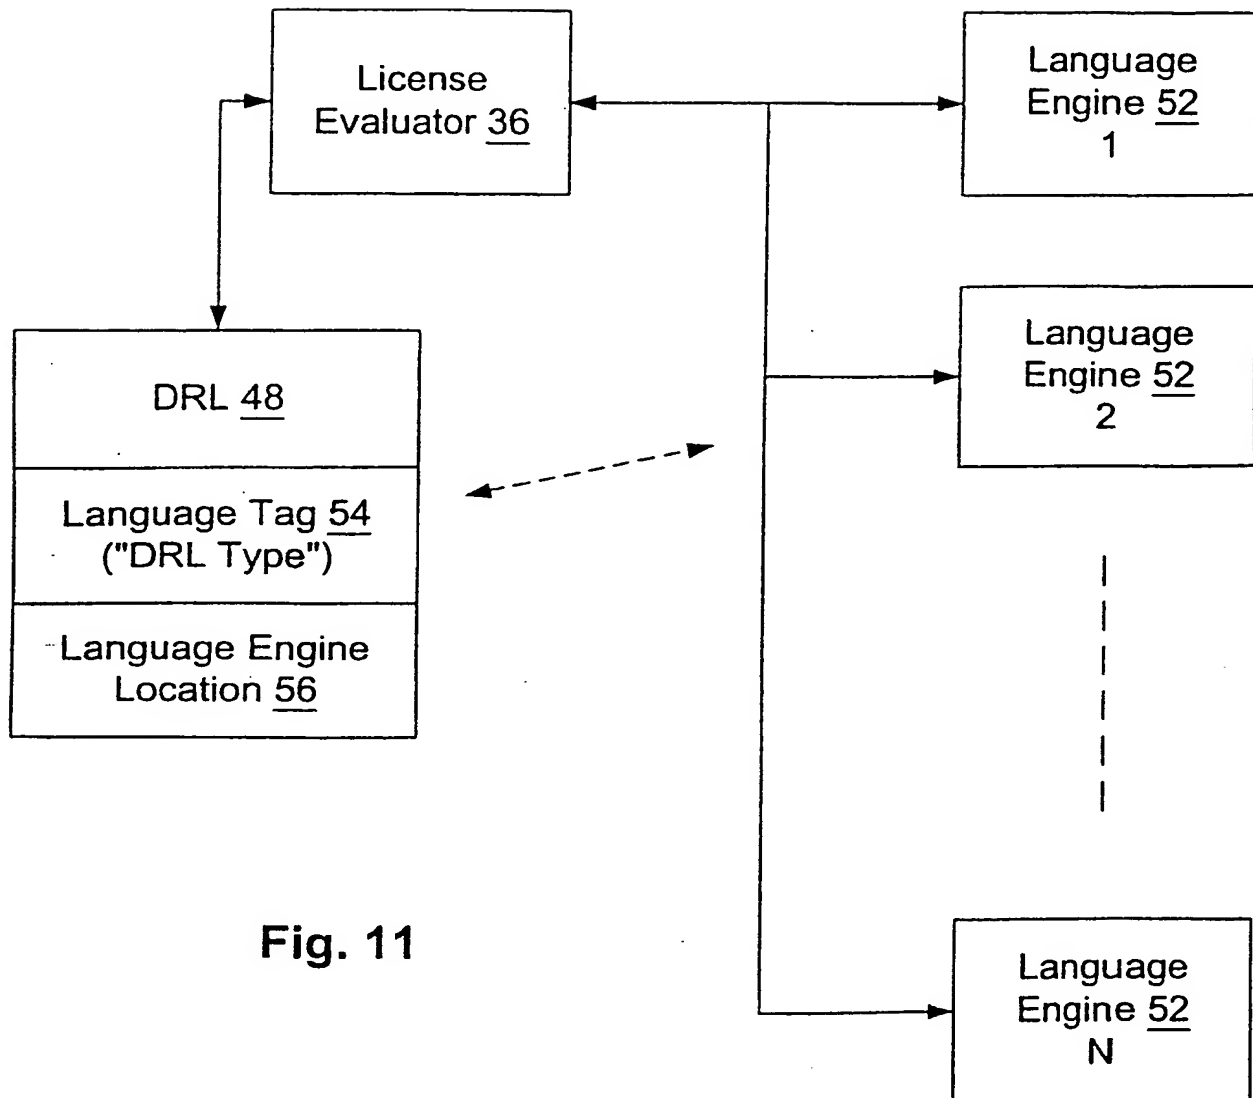 License
Evaluator 36
Language
Engine 52
1
Language
Engine 52
2
DRL 48
Language Tag 54
("DRL Type")
Language Engine
Location 56
Fig. 11
Language
Engine 52
N